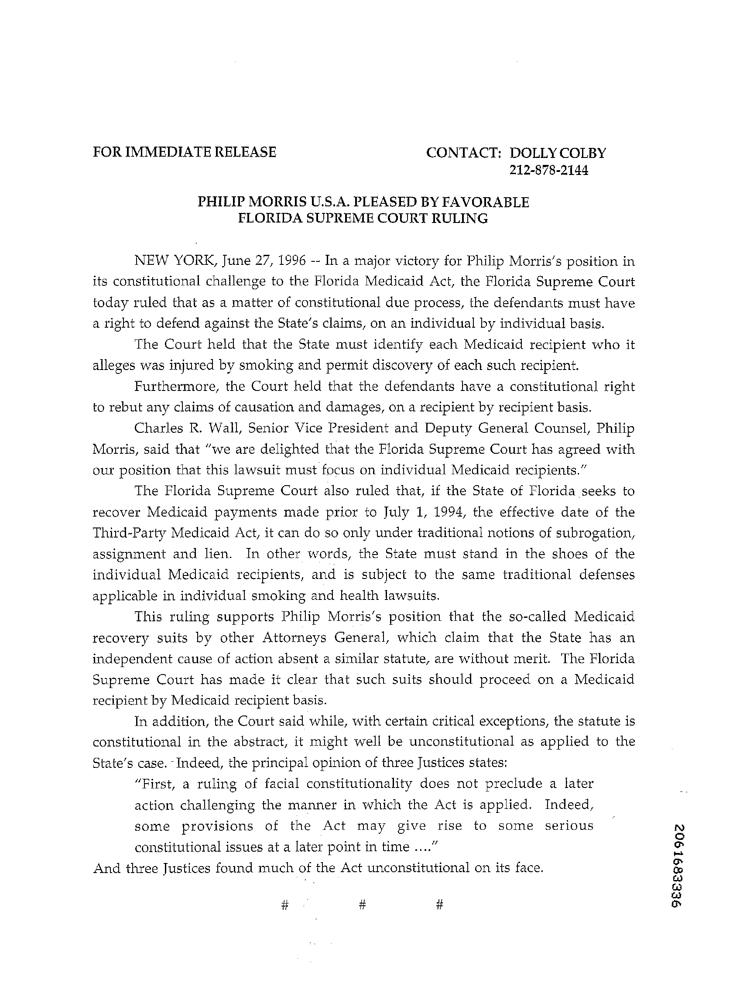 FOR IMMEDIATE RELEASE
CONTACT: DOLLY COLBY
212-878-2144
PHILIP MORRIS U.S.A. PLEASED BY FAVORABLE
FLORIDA SUPREME COURT RULING
NEW YORK, June 27, 1996 -- In a major victory for Philip Morris's position in
its constitutional challenge to the Florida Medicaid Act, the Florida Supreme Court
today ruled that as a matter of constitutional due process, the defendants must have
a right to defend against the State's claims, on an individual by individual basis.
The Court held that the State must identify each Medicaid recipient who it
alleges was injured by smoking and permit discovery of each such recipient.
Furthermore, the Court held that the defendants have a constitutional right
to rebut any claims of causation and damages, on a recipient by recipient basis.
Charles R. Wall, Senior Vice President and Deputy General Counsel, Philip
Morris, said that "we are delighted that the Florida Supreme Court has agreed with
our position that this lawsuit must focus on individual Medicaid recipients."
The Florida Supreme Court also ruled that, if the State of Florida seeks to
recover Medicaid payments made prior to July 1, 1994, the effective date of the
Third-Party Medicaid Act, it can do so only under traditional notions of subrogation,
assignment and lien. In other words, the State must stand in the shoes of the
individual Medicaid recipients, and is subject to the same traditional defenses
applicable in individual smoking and health lawsuits.
This ruling supports Philip Morris's position that the so-called Medicaid
recovery suits by other Attorneys General, which claim that the State has an
independent cause of action absent a similar statute, are without merit. The Florida
Supreme Court has made it clear that such suits should proceed on a Medicaid
recipient by Medicaid recipient basis.
In addition, the Court said while, with certain critical exceptions, the statute is
constitutional in the abstract, it might well be unconstitutional as applied to the
State's case. Indeed, the principal opinion of three Justices states:
"First, a ruling of facial constitutionality does not preclude a later
action challenging the manner in which the Act is applied. Indeed,
some provisions of the Act may give rise to some serious
constitutional issues at a later point in time ...."
And three Justices found much of the Act unconstitutional on its face.
# # #
2061683336